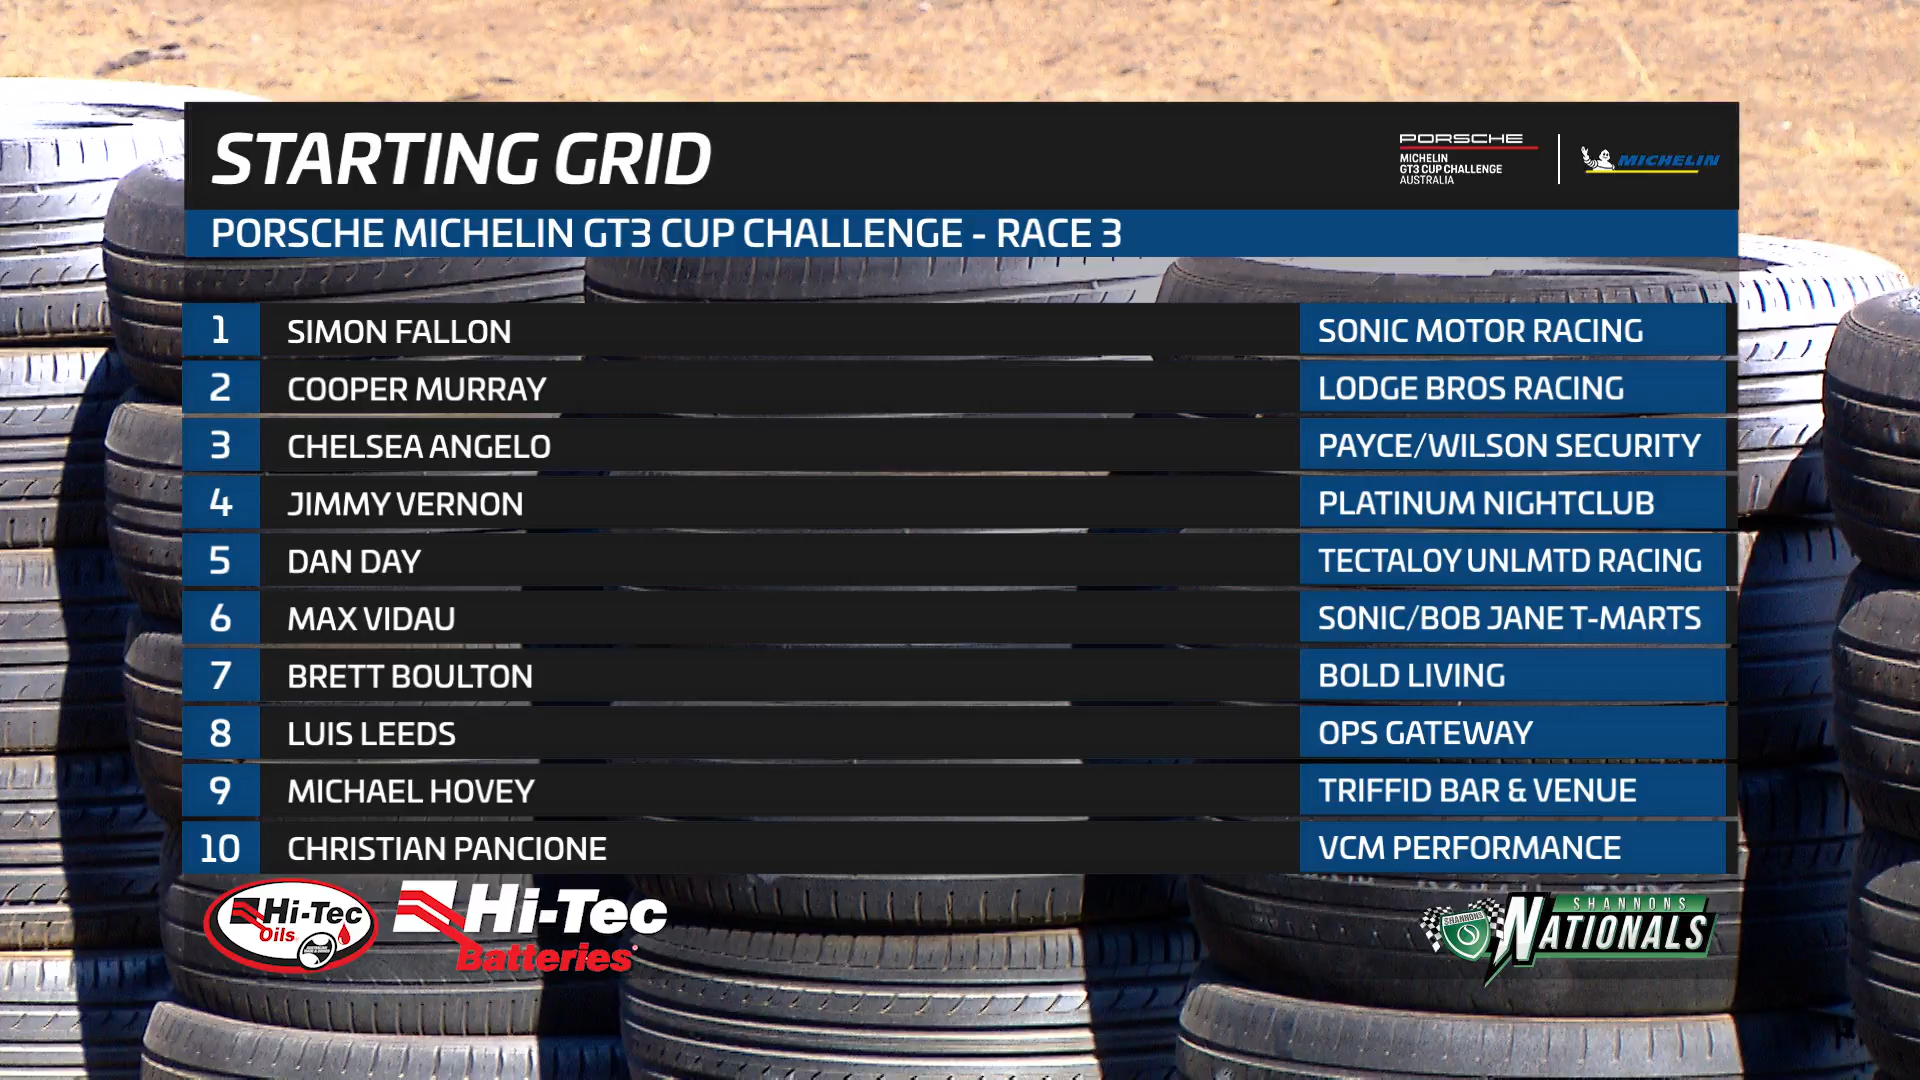 STARTING GRID
PORSCHE
MICHELIN
GT3 CUP CHALLENGE
AUSTRALIA
MICHELIN
PORSCHE MICHELIN GT3 CUP CHALLENGE - RACE 3
1 SIMON FALLON SONIC MOTOR RACING
2 COOPER MURRAY LODGE BROS RACING
3 CHELSEA ANGELO PAYCE/WILSON SECURITY
4 JIMMY VERNON PLATINUM NIGHTCLUB
5 DAN DAY TECTALOY UNLMTD RACING
6 MAX VIDAU SONIC/BOB JANE T-MARTS
7 BRETT BOULTON BOLD LIVING
8 LUIS LEEDS OPS GATEWAY
9 MICHAEL HOVEY TRIFFID BAR & VENUE
10 CHRISTIAN PANCIONE VCM PERFORMANCE
Hi-Tec
Oils
Hi-Tec
Batteries
SHANNONS
SHANNONS
NATIONALS